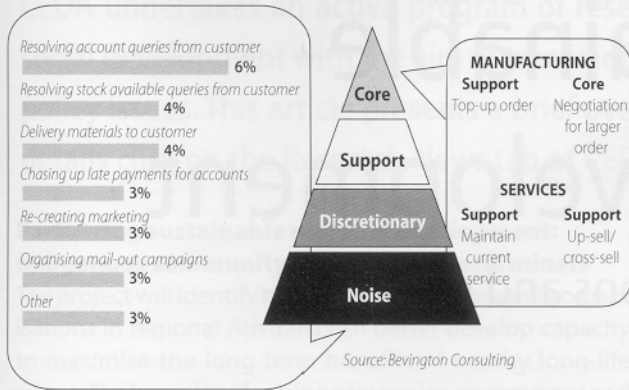 Resolving account queries from customer
6%
Resolving stock available queries from customer
4%
Delivery materials to customer
4%
Chasing up late payments for accounts
3%
Re-creating marketing
3%
Organising mail-out campaigns
3%
Other
3%
Core
Support
Discretionary
Noise
MANUFACTURING
Support Core
Top-up order Negotiation
for larger
order
SERVICES
Support Support
Maintain Up-sell/
current cross-sell
service
Source: Bevington Consulting